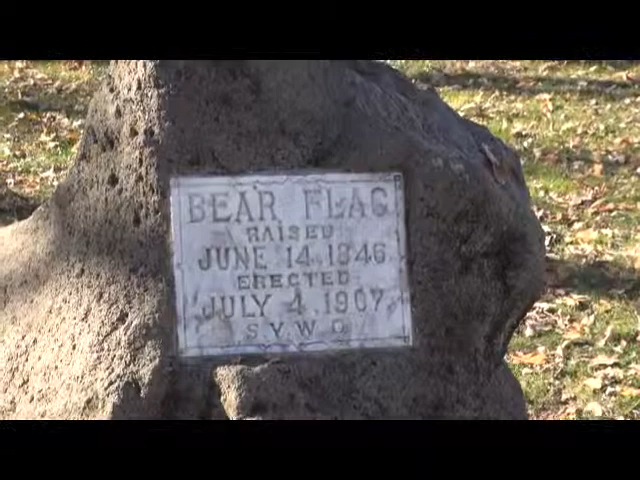 BEAR FLAG
RAISED
JUNE 14.1846.
ERECTED
JULY 4.1907.
S.Y.W.D